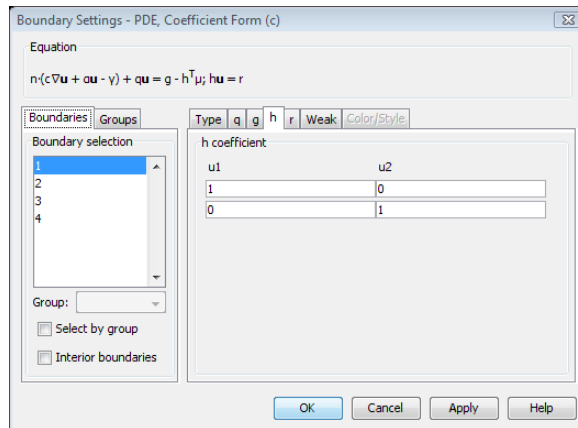 Boundary Settings - PDE, Coefficient Form (c)
Equation
n·(c∇u + αu - γ) + qu = g - hᵀμ; hu = r
Boundaries Groups
Type q g h r Weak Color/Style
Boundary selection
h coefficient
1
2
3
4
u1 u2
1 0
0 1
Group:
Select by group
Interior boundaries
OK Cancel Apply Help